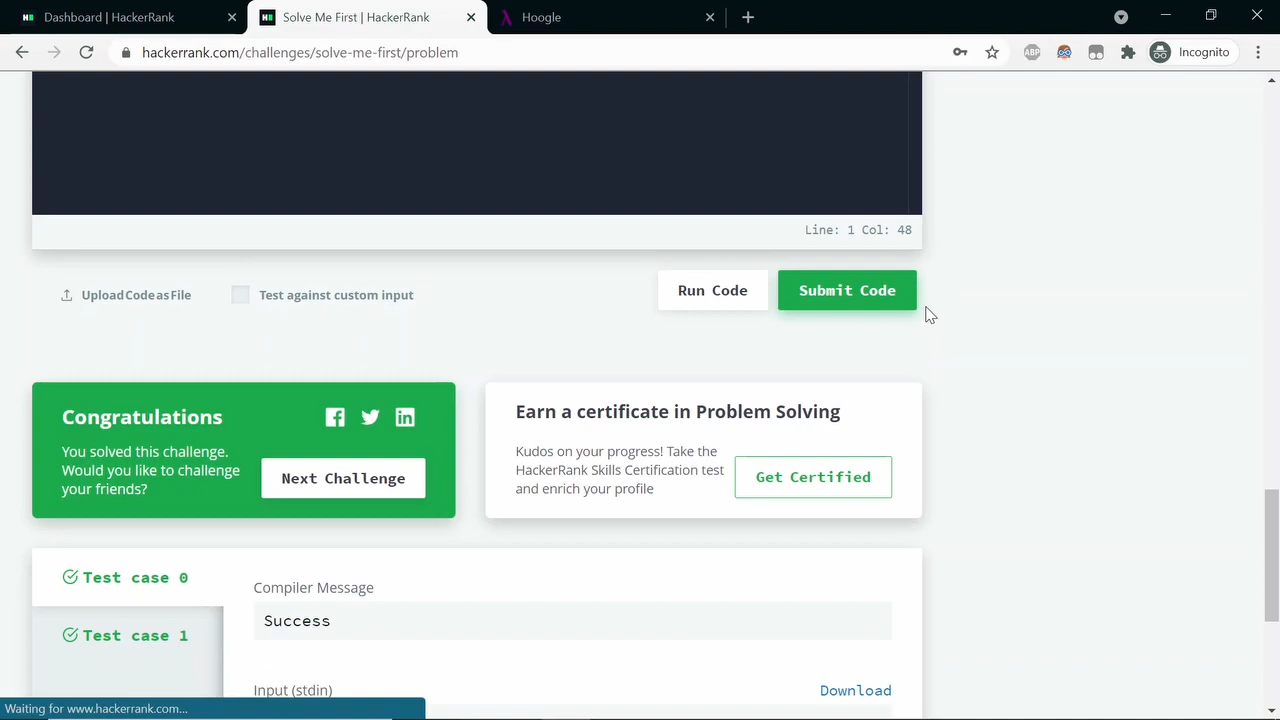 Dashboard | HackerRank
Solve Me First | HackerRank
Hoogle
hackerrank.com/challenges/solve-me-first/problem
ABP
Incognito
Line: 1 Col: 48
Upload Code as File
Test against custom input
Run Code
Submit Code
Congratulations
You solved this challenge.
Would you like to challenge
your friends?
Next Challenge
Earn a certificate in Problem Solving
Kudos on your progress! Take the
HackerRank Skills Certification test
and enrich your profile
Get Certified
Test case 0
Test case 1
Compiler Message
Success
Input (stdin)
Download
Waiting for www.hackerrank.com...